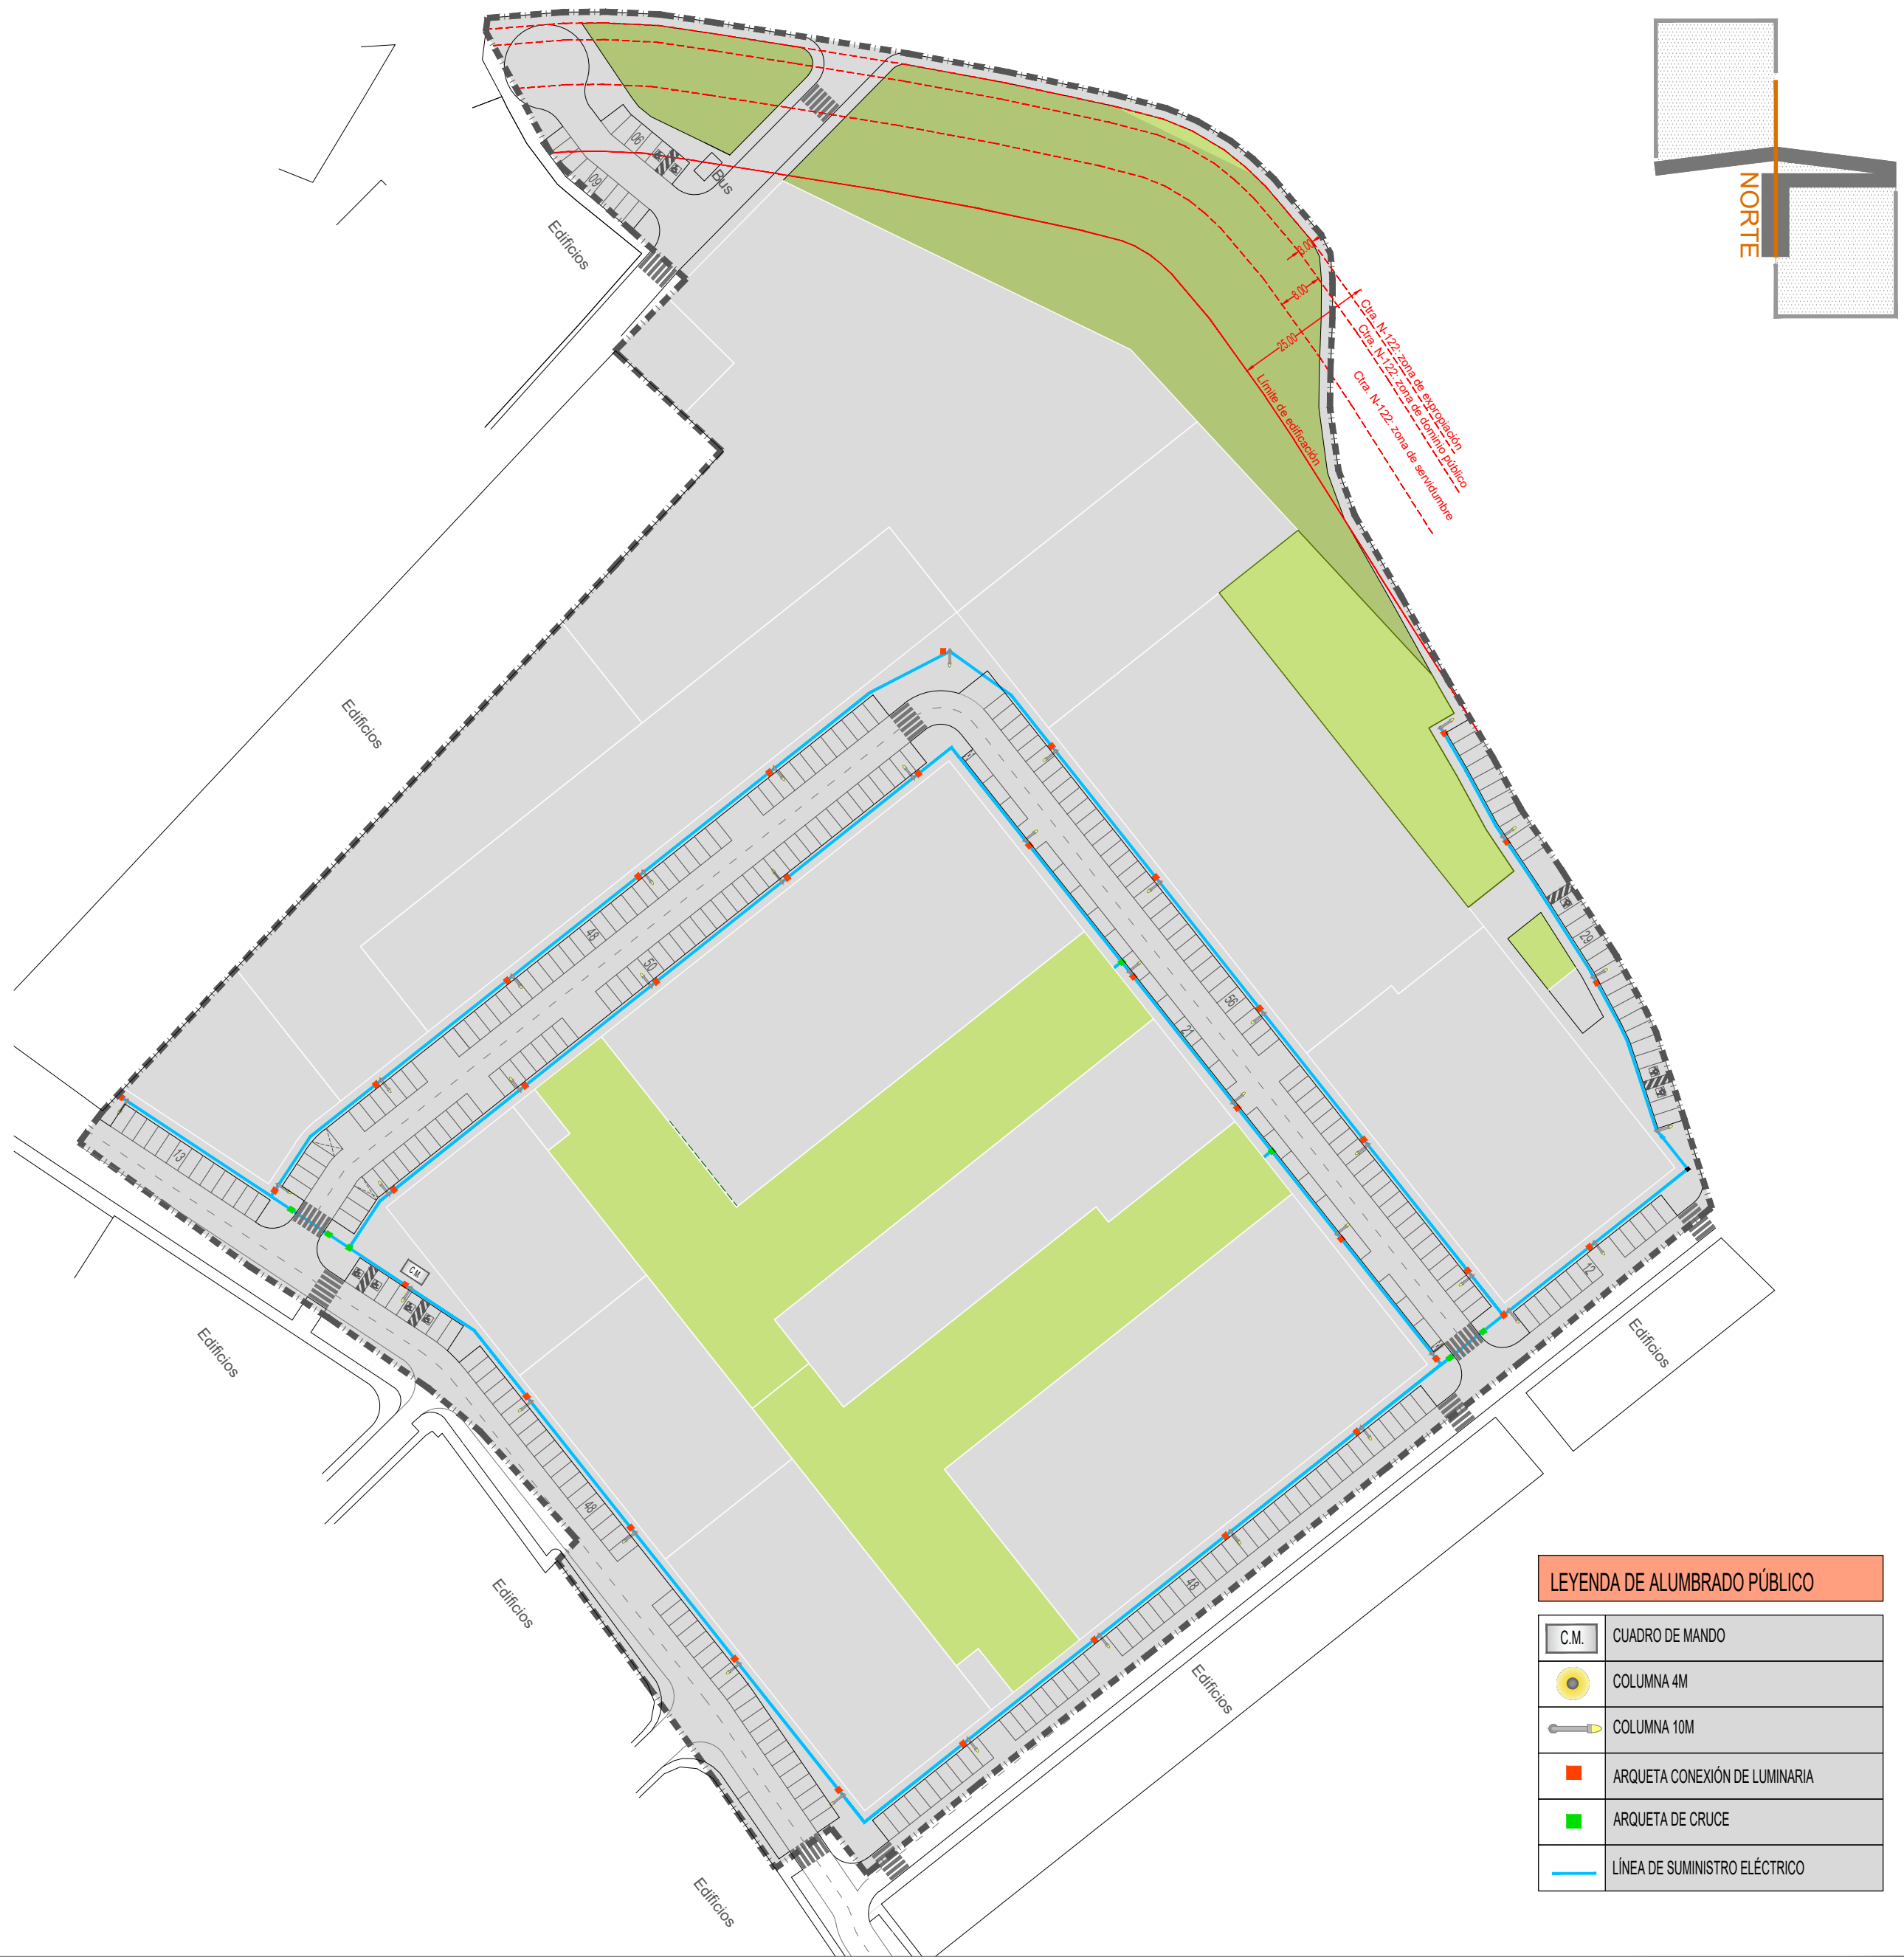 NORTE
06
Bus
09
Edificios
3.00
8.00
25.00
Ctra. N-122: zona de expropiación
Ctra. N-122: zona de dominio público
Ctra. N-122: zona de servidumbre
Límite de edificación
Edificios
48
50
29
56
21
13
C.M.
12
Edificios
Edificios
48
48
Edificios
Edificios
Edificios
LEYENDA DE ALUMBRADO PÚBLICO
C.M. CUADRO DE MANDO
COLUMNA 4M
COLUMNA 10M
ARQUETA CONEXIÓN DE LUMINARIA
ARQUETA DE CRUCE
LÍNEA DE SUMINISTRO ELÉCTRICO